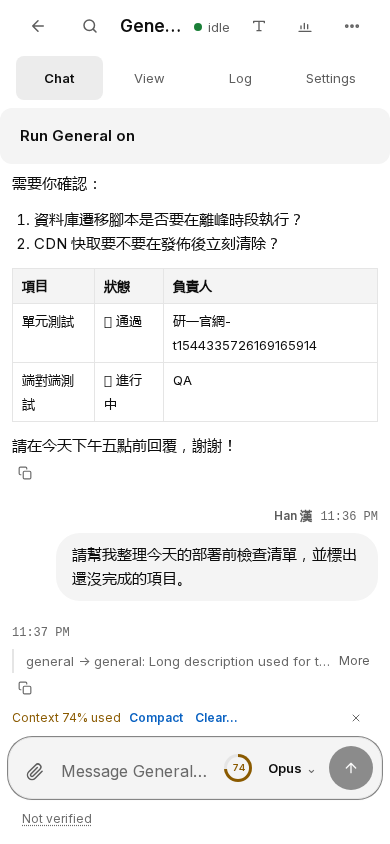 Gene... idle
Chat View Log Settings
Run General on
需要你確認：
1. 資料庫遷移腳本是否要在離峰時段執行？
2. CDN 快取要不要在發佈後立刻清除？
項目 狀態 負責人
單元測試 通過 研一官網-
t1544335726169165914
端對端測 進行 QA
試 中
請在今天下午五點前回覆，謝謝！
Han 漢 11:36 PM
請幫我整理今天的部署前檢查清單，並標出
還沒完成的項目。
11:37 PM
general → general: Long description used for t... More
Context 74% used Compact Clear...
Message General... 74 Opus
Not verified